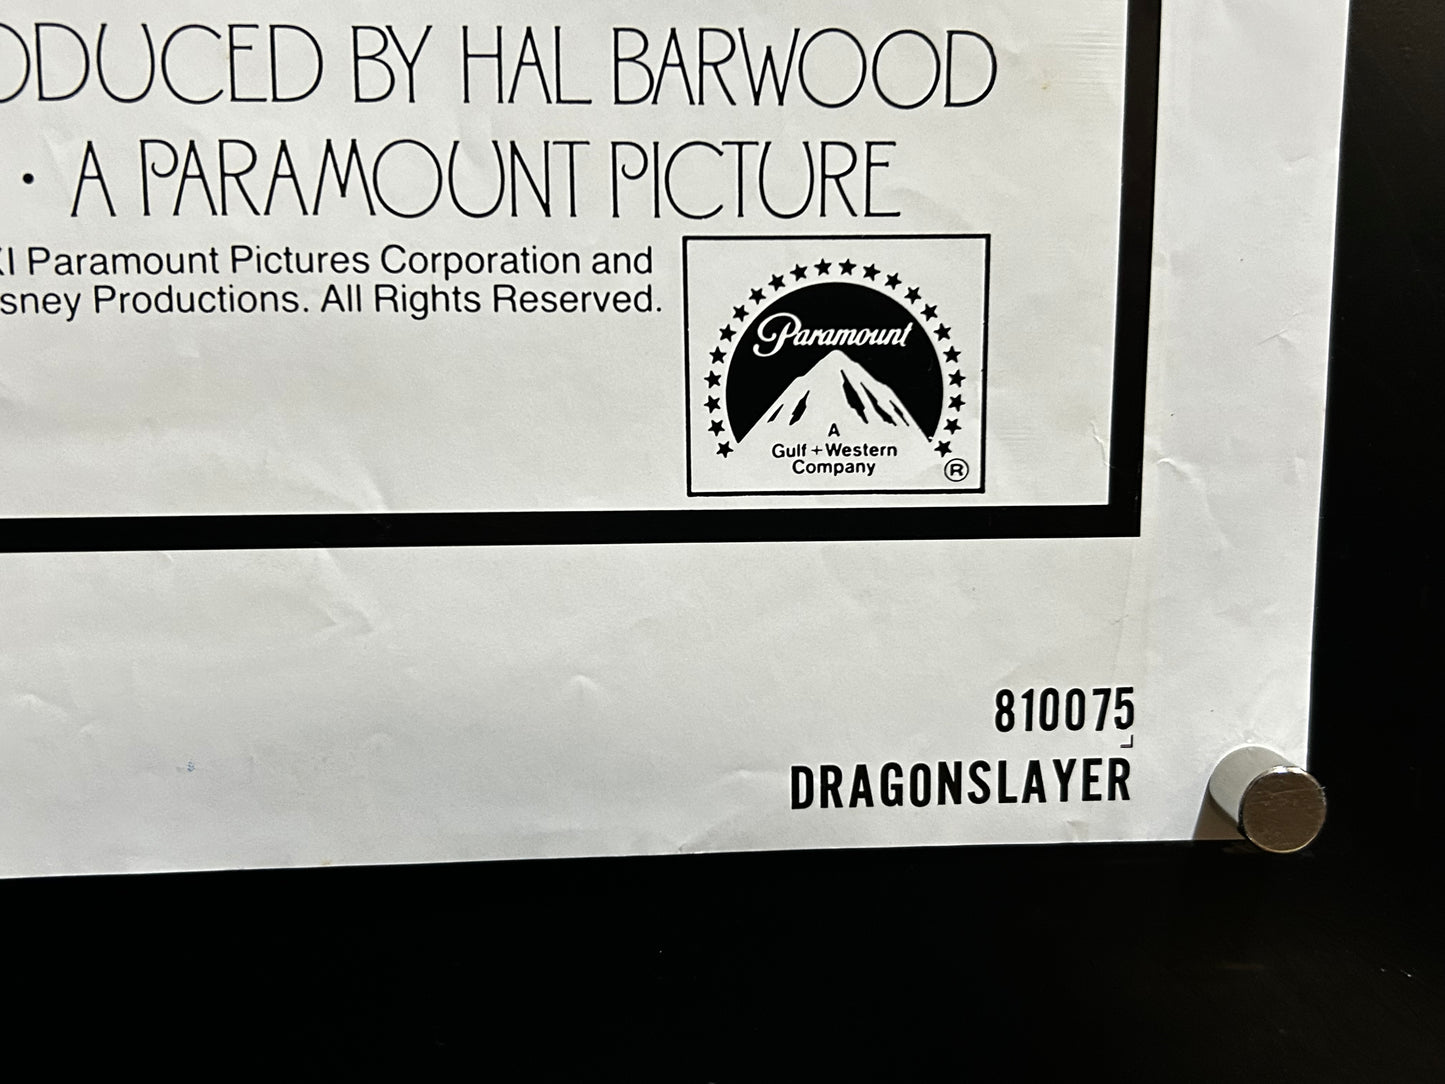 ODUCED BY HAL BARWOOD
• A PARAMOUNT PICTURE
XI Paramount Pictures Corporation and
sney Productions. All Rights Reserved.
Paramount
A
Gulf + Western
Company
®
810075
DRAGONSLAYER